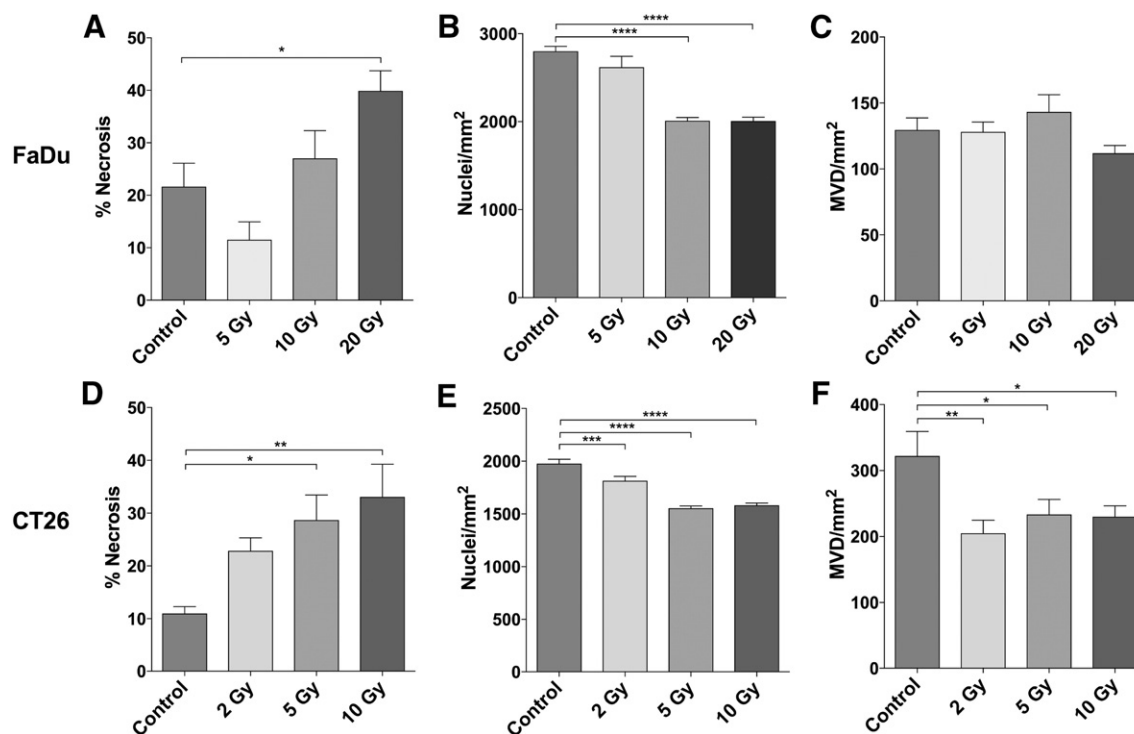 A
B
C
FaDu
% Necrosis
50
40
30
20
10
0
*
Control
5 Gy
10 Gy
20 Gy
Nuclei/mm²
3000
2000
1000
0
****
****
Control
5 Gy
10 Gy
20 Gy
MVD/mm²
200
150
100
50
0
Control
5 Gy
10 Gy
20 Gy
D
E
F
CT26
% Necrosis
50
40
30
20
10
0
**
*
Control
2 Gy
5 Gy
10 Gy
Nuclei/mm²
2500
2000
1500
1000
500
0
****
****
***
Control
2 Gy
5 Gy
10 Gy
MVD/mm²
400
300
200
100
0
*
*
**
Control
2 Gy
5 Gy
10 Gy